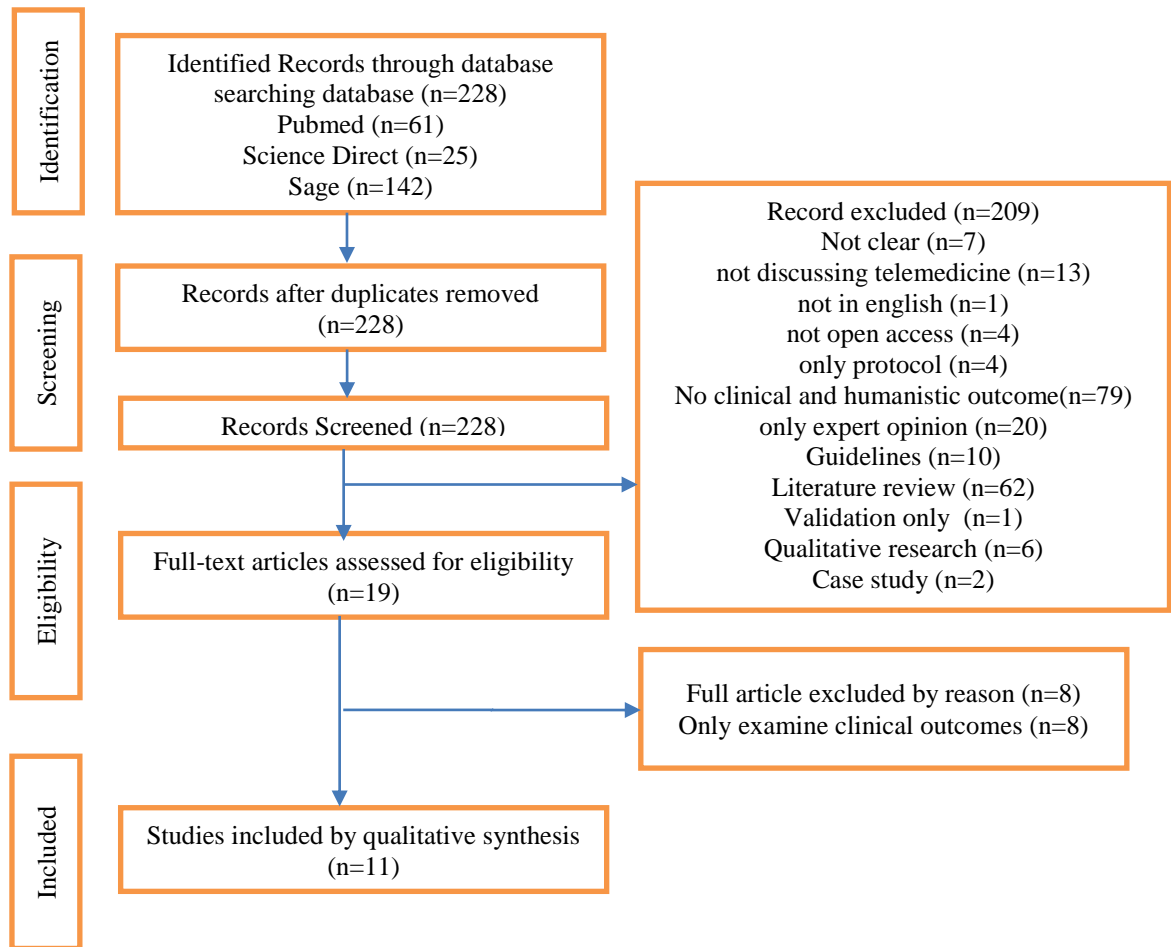 Identification
Identified Records through database
searching database (n=228)
Pubmed (n=61)
Science Direct (n=25)
Sage (n=142)
Screening
Records after duplicates removed
(n=228)
Records Screened (n=228)
Record excluded (n=209)
Not clear (n=7)
not discussing telemedicine (n=13)
not in english (n=1)
not open access (n=4)
only protocol (n=4)
No clinical and humanistic outcome(n=79)
only expert opinion (n=20)
Guidelines (n=10)
Literature review (n=62)
Validation only (n=1)
Qualitative research (n=6)
Case study (n=2)
Eligibility
Full-text articles assessed for eligibility
(n=19)
Full article excluded by reason (n=8)
Only examine clinical outcomes (n=8)
Included
Studies included by qualitative synthesis
(n=11)